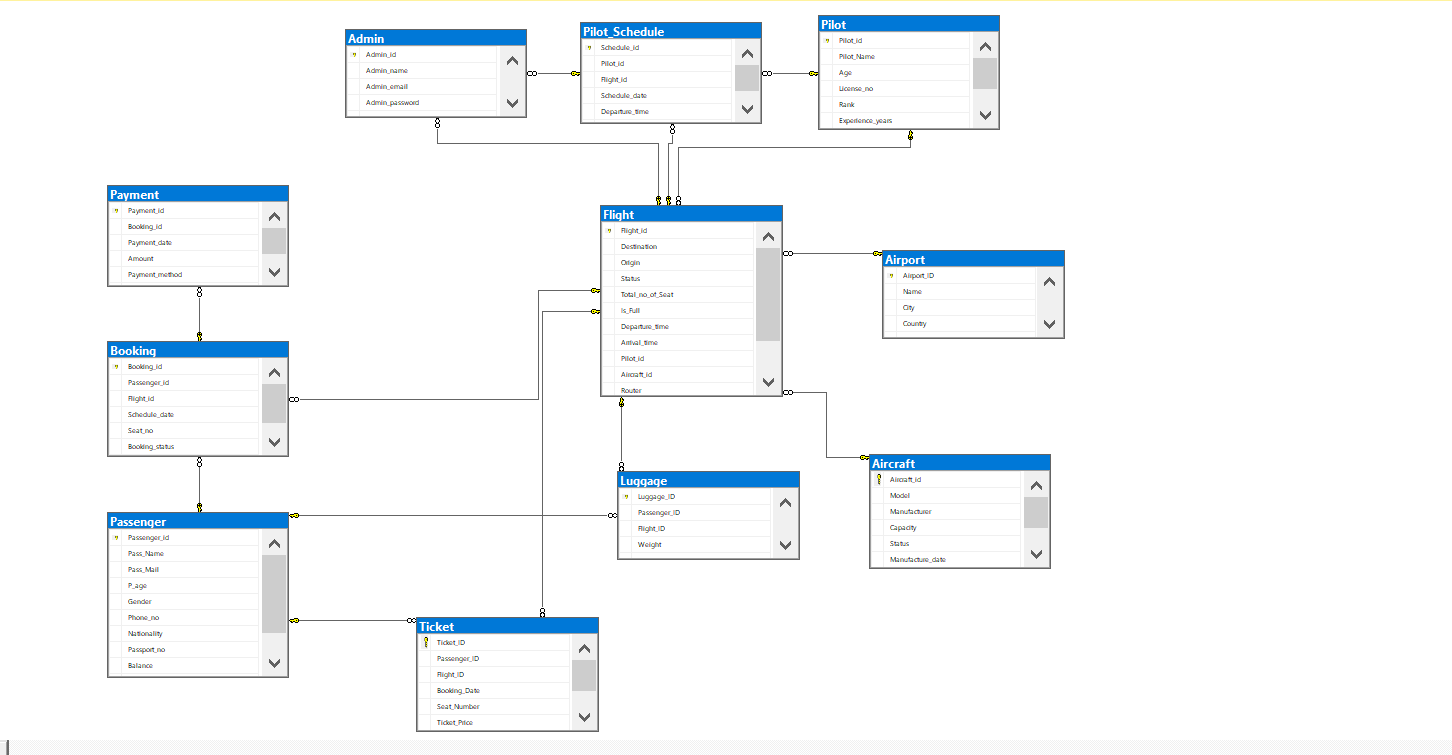 Admin
Admin_id
Admin_name
Admin_email
Admin_password
Pilot_Schedule
Schedule_id
Pilot_id
Flight_id
Schedule_date
Departure_time
Pilot
Pilot_id
Pilot_Name
Age
License_no
Rank
Experience_years
Payment
Payment_id
Booking_id
Payment_date
Amount
Payment_method
Flight
Flight_id
Destination
Origin
Status
Total_no_of_Seat
Is_Full
Departure_time
Arrival_time
Pilot_id
Aircraft_id
Router
Airport
Airport_ID
Name
City
Country
Booking
Booking_id
Passenger_id
Flight_id
Schedule_date
Seat_no
Booking_status
Aircraft
Aircraft_id
Model
Manufacturer
Capacity
Status
Manufacture_date
Luggage
Luggage_ID
Passenger_ID
Flight_ID
Weight
Passenger
Passenger_id
Pass_Name
Pass_Mail
P_age
Gender
Phone_no
Nationality
Passport_no
Balance
Ticket
Ticket_ID
Passenger_ID
Flight_ID
Booking_Date
Seat_Number
Ticket_Price